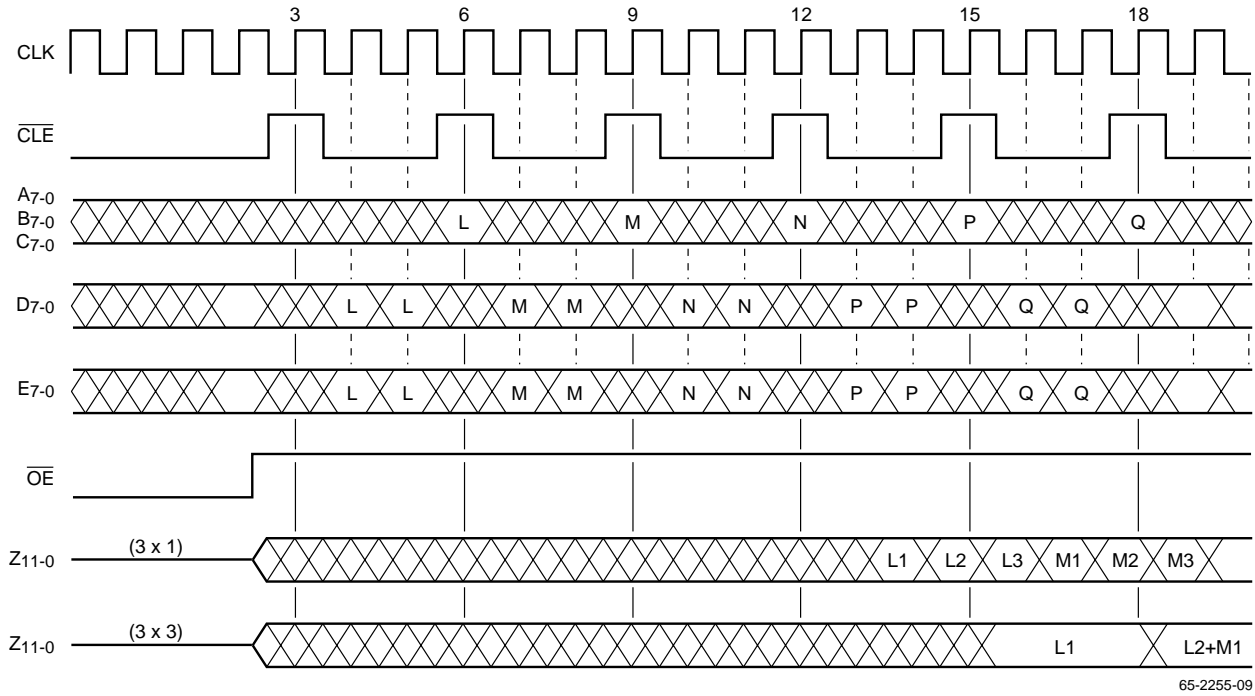 3 6 9 12 15 18
CLK
CLE
A7-0
B7-0 L M N P Q
C7-0
D7-0 L L M M N N P P Q Q
E7-0 L L M M N N P P Q Q
OE
Z11-0 (3 x 1) L1 L2 L3 M1 M2 M3
Z11-0 (3 x 3) L1 L2+M1
65-2255-09